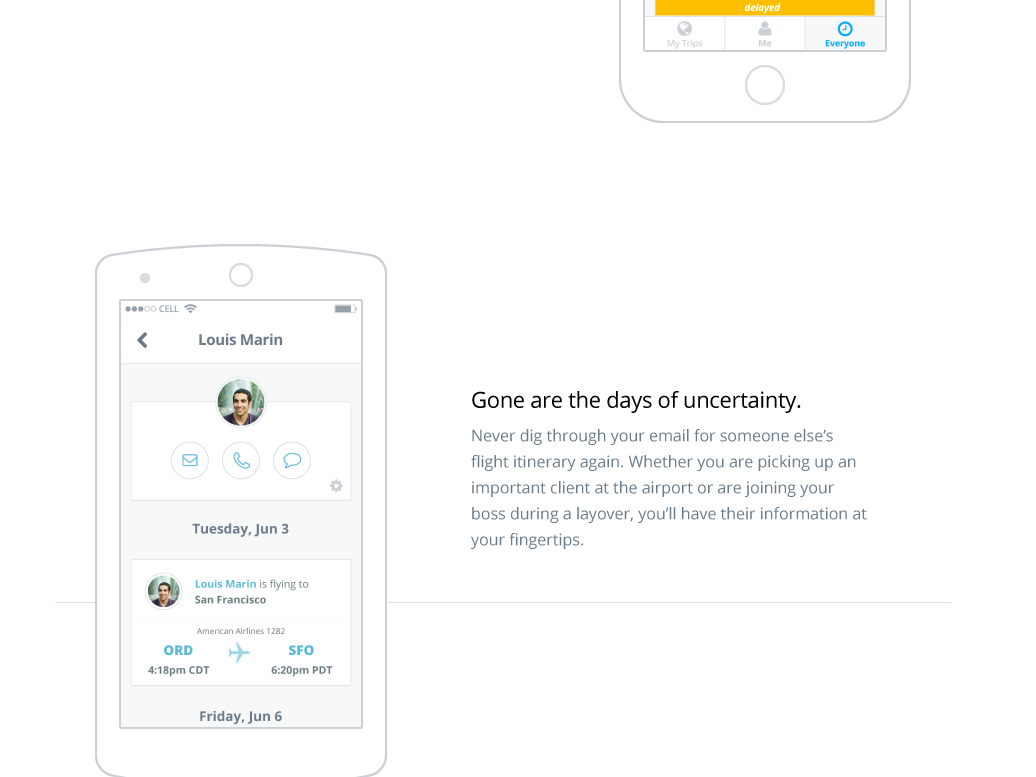 delayed
My Trips
Me
Everyone
CELL
Louis Marin
Tuesday, Jun 3
Louis Marin is flying to
San Francisco
American Airlines 1282
ORD
SFO
4:18pm CDT
6:20pm PDT
Friday, Jun 6
Gone are the days of uncertainty.
Never dig through your email for someone else’s
flight itinerary again. Whether you are picking up an
important client at the airport or are joining your
boss during a layover, you’ll have their information at
your fingertips.